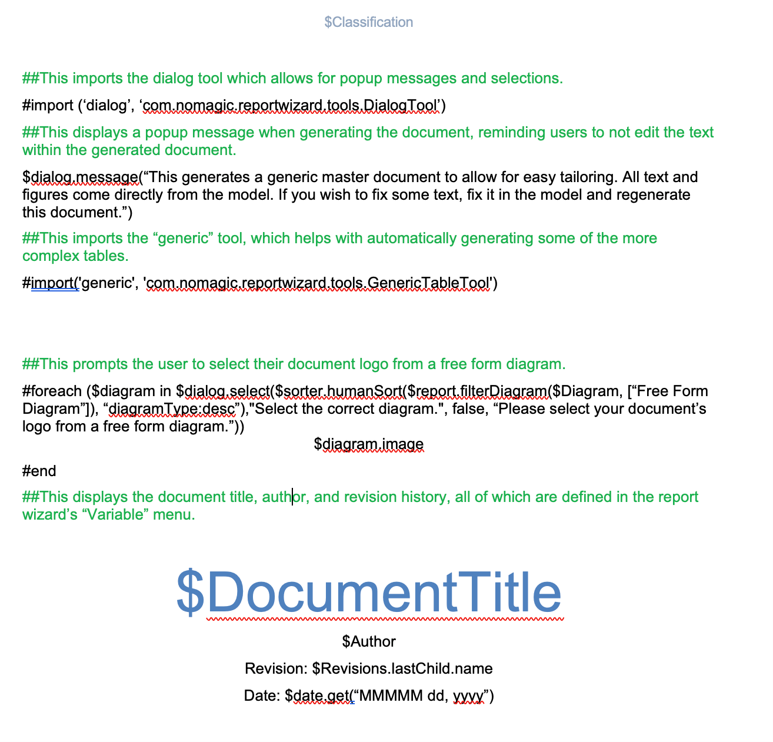 $Classification
##This imports the dialog tool which allows for popup messages and selections.
#import (‘dialog’, ‘com.nomagic.reportwizard.tools.DialogTool’)
##This displays a popup message when generating the document, reminding users to not edit the text
within the generated document.
$dialog.message(“This generates a generic master document to allow for easy tailoring. All text and
figures come directly from the model. If you wish to fix some text, fix it in the model and regenerate
this document.”)
##This imports the “generic” tool, which helps with automatically generating some of the more
complex tables.
#import('generic', 'com.nomagic.reportwizard.tools.GenericTableTool')
##This prompts the user to select their document logo from a free form diagram.
#foreach ($diagram in $dialog.select($sorter.humanSort($report.filterDiagram($Diagram, [“Free Form
Diagram”]), “diagramType:desc”),"Select the correct diagram.", false, “Please select your document’s
logo from a free form diagram.”))
$diagram.image
#end
##This displays the document title, author, and revision history, all of which are defined in the report
wizard’s “Variable” menu.
$DocumentTitle
$Author
Revision: $Revisions.lastChild.name
Date: $date.get(“MMMMM dd, yyyy”)